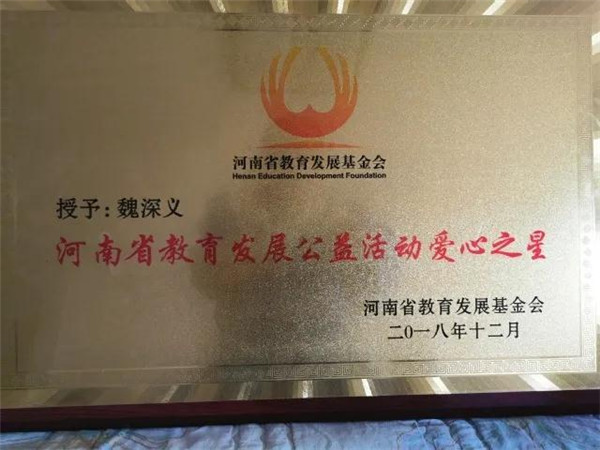 河南省教育发展基金会
Henan Education Development Foundation
授予：魏深义
河南省教育发展公益活动爱心之星
河南省教育发展基金会
二0一八年十二月